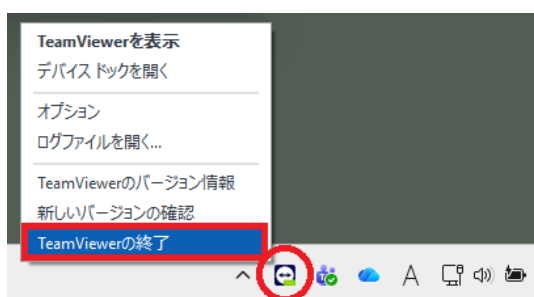 TeamViewerを表示
デバイス ドックを開く
オプション
ログファイルを開く...
TeamViewerのバージョン情報
新しいバージョンの確認
TeamViewerの終了
A